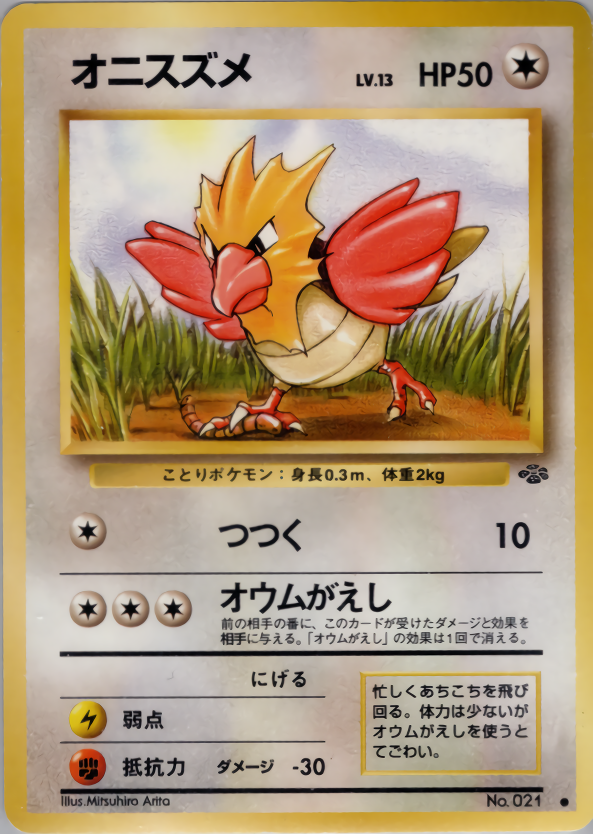 オニスズメ LV.13 HP50
ことりポケモン：身長0.3m、体重2kg
つつく 10
オウムがえし
前の相手の番に、このカードが受けたダメージと効果を
相手に与える。「オウムがえし」の効果は1回で消える。
にげる
弱点
抵抗力 ダメージ -30
忙しくあちこちを飛び
回る。体力は少ないが
オウムがえしを使うと
てごわい。
Illus.Mitsuhiro Arita No. 021